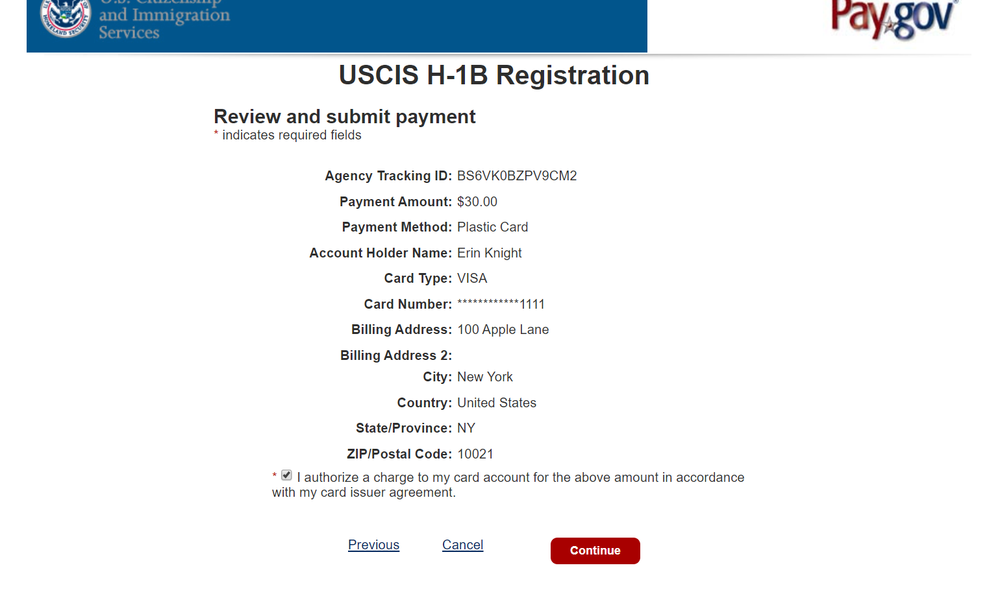 U.S. Citizenship
and Immigration
Services
HOMELAND SECURITY
Pay.gov
USCIS H-1B Registration
Review and submit payment
* indicates required fields
Agency Tracking ID: BS6VK0BZPV9CM2
Payment Amount: $30.00
Payment Method: Plastic Card
Account Holder Name: Erin Knight
Card Type: VISA
Card Number: ************1111
Billing Address: 100 Apple Lane
Billing Address 2:
City: New York
Country: United States
State/Province: NY
ZIP/Postal Code: 10021
* I authorize a charge to my card account for the above amount in accordance
with my card issuer agreement.
Previous Cancel Continue